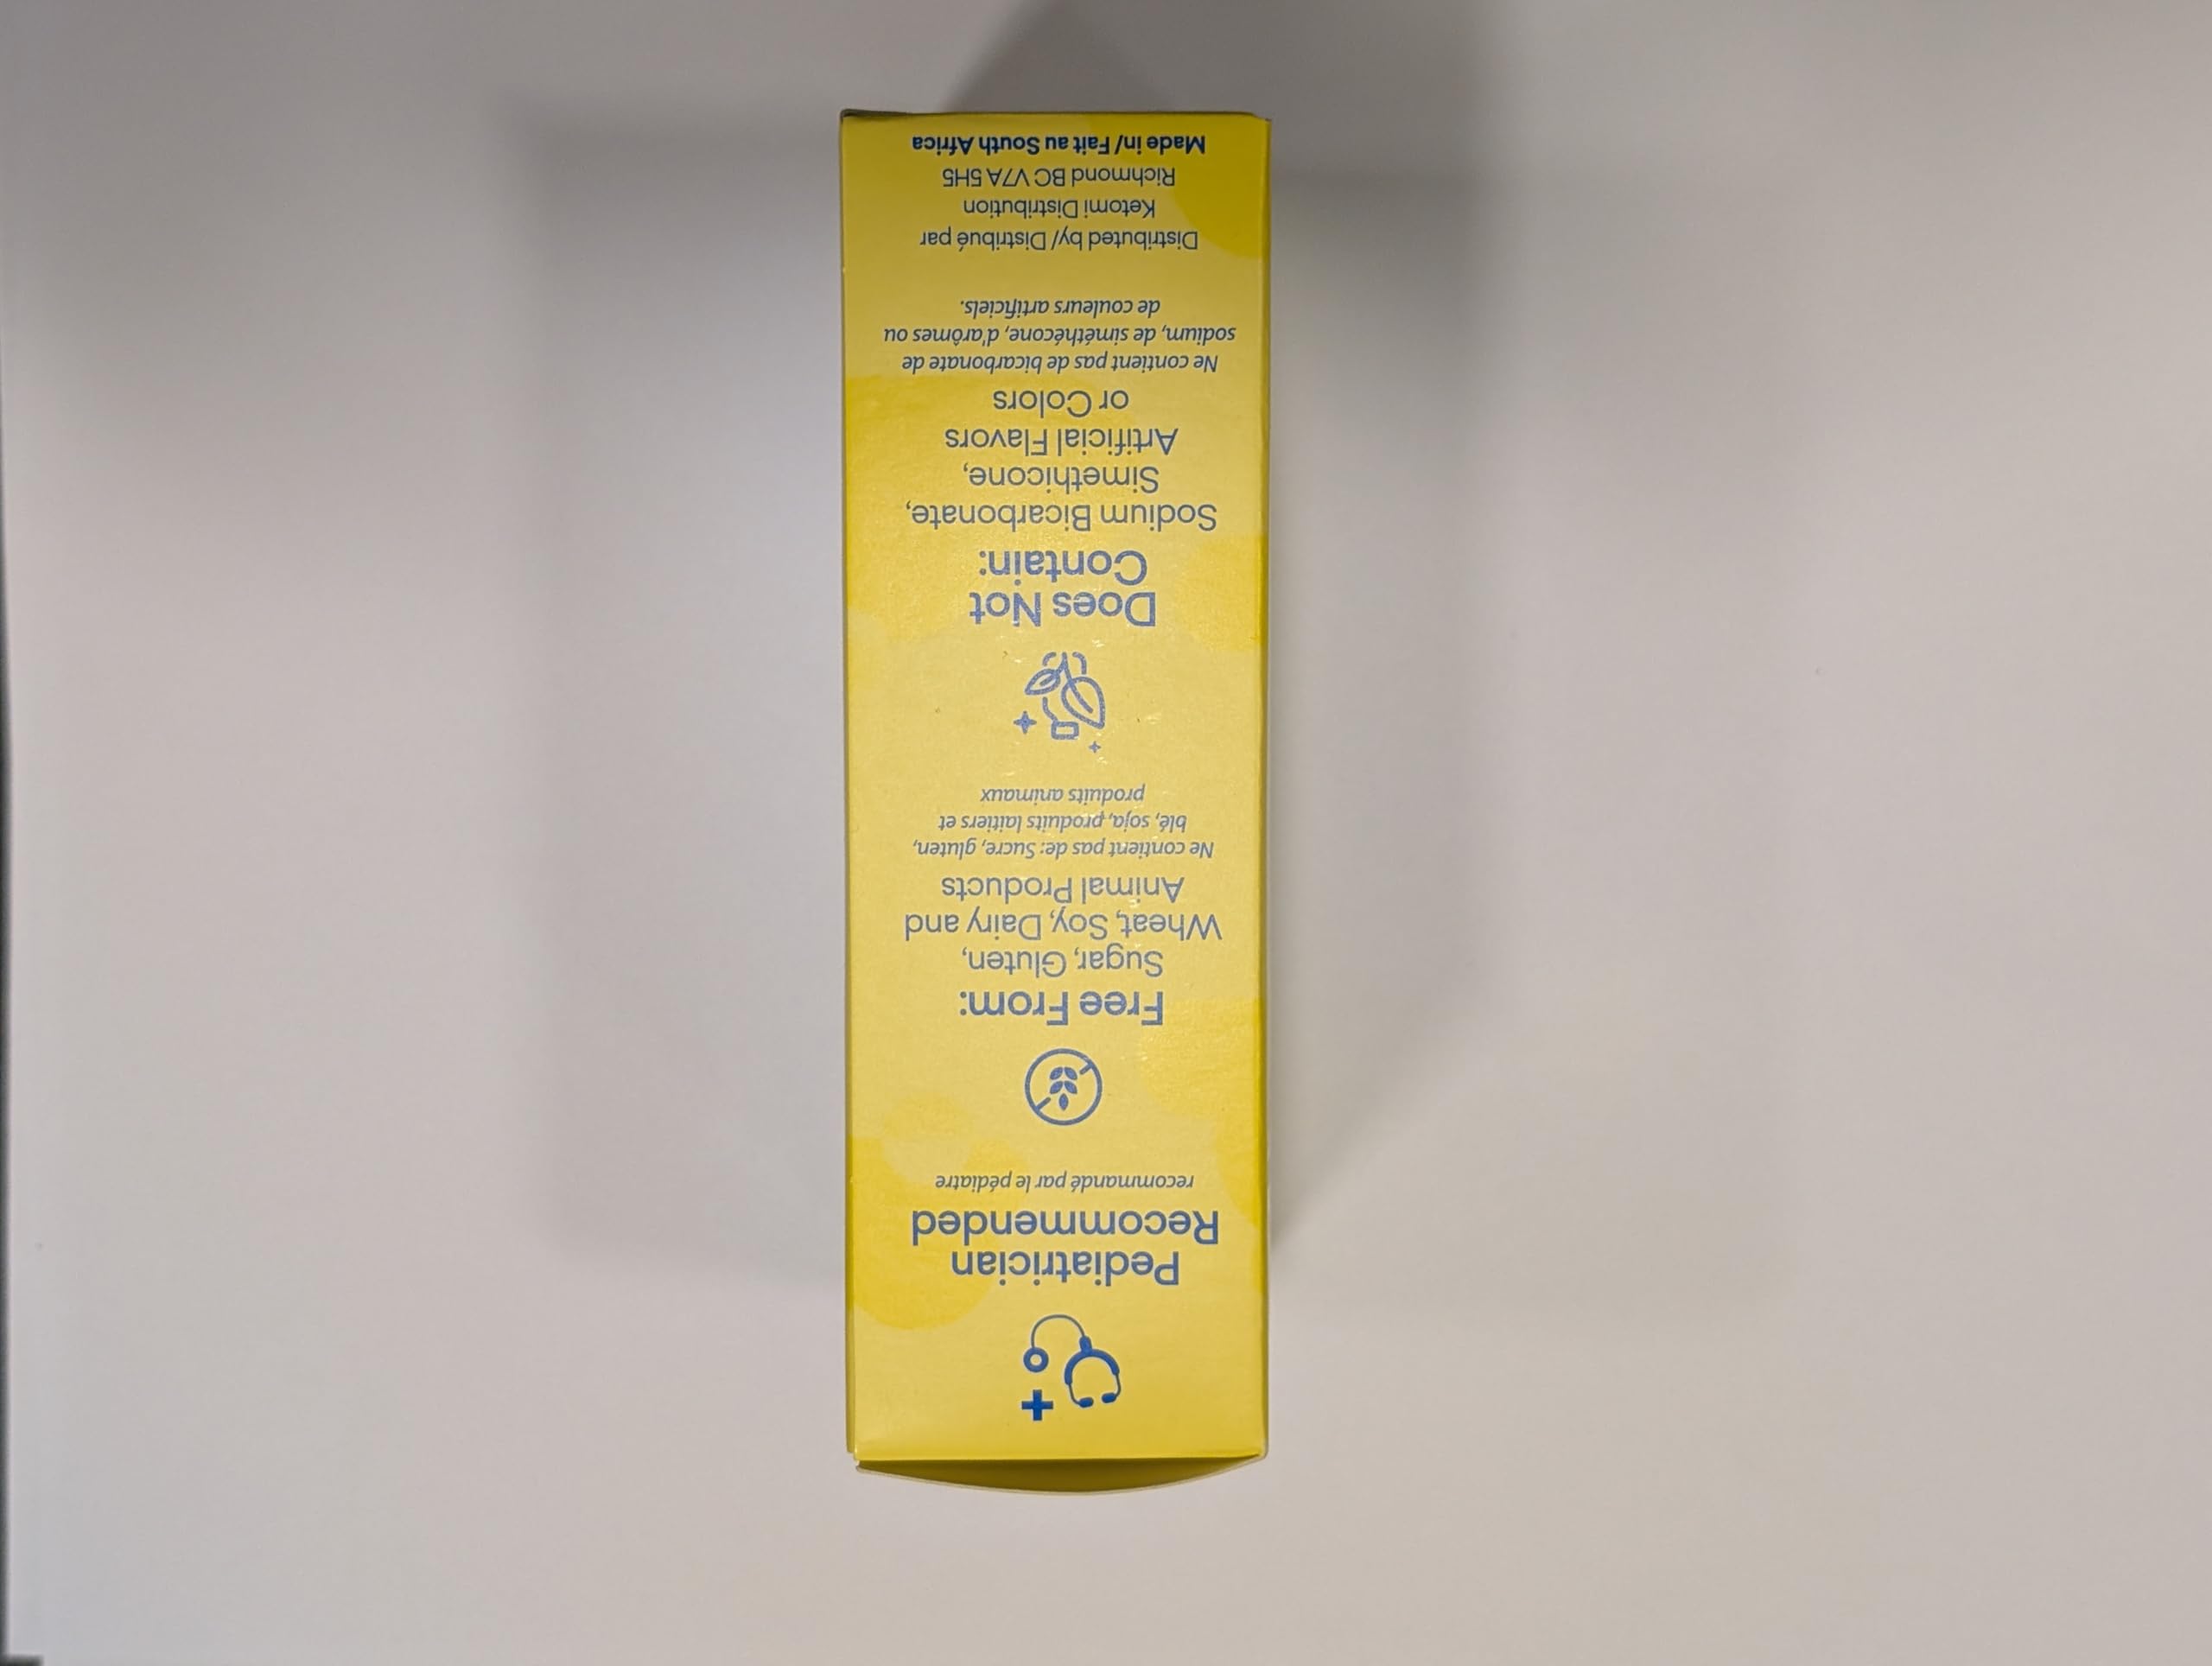 Pediatrician
Recommended
recommandé par le pédiatre
Free From:
Sugar, Gluten,
Wheat, Soy, Dairy and
Animal Products
Ne contient pas de: Sucre, gluten,
blé, soja, produits laitiers et
produits animaux
Does Not
Contain:
Sodium Bicarbonate,
Simethicone,
Artificial Flavors
or Colors
Ne contient pas de bicarbonate de
sodium, de siméthécone, d'arômes ou
de couleurs artificiels.
Distributed by/ Distribué par
Ketomi Distribution
Richmond BC V7A 5H5
Made in/ Fait au South Africa